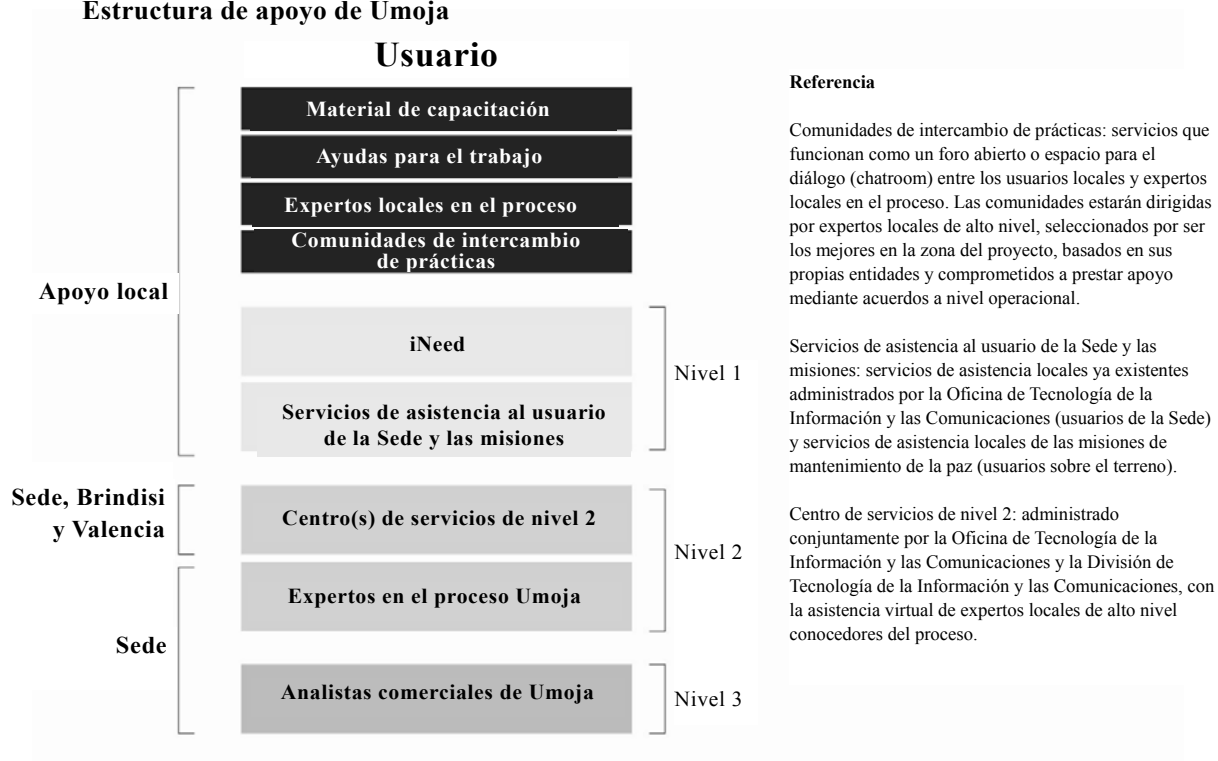 Estructura de apoyo de Umoja
Usuario
Material de capacitación
Ayudas para el trabajo
Expertos locales en el proceso
Comunidades de intercambio
de prácticas
Apoyo local
iNeed
Servicios de asistencia al usuario
de la Sede y las misiones
Nivel 1
Sede, Brindisi
y Valencia
Centro(s) de servicios de nivel 2
Expertos en el proceso Umoja
Nivel 2
Sede
Analistas comerciales de Umoja
Nivel 3
Referencia
Comunidades de intercambio de prácticas: servicios que
funcionan como un foro abierto o espacio para el
diálogo (chatroom) entre los usuarios locales y expertos
locales en el proceso. Las comunidades estarán dirigidas
por expertos locales de alto nivel, seleccionados por ser
los mejores en la zona del proyecto, basados en sus
propias entidades y comprometidos a prestar apoyo
mediante acuerdos a nivel operacional.
Servicios de asistencia al usuario de la Sede y las
misiones: servicios de asistencia locales ya existentes
administrados por la Oficina de Tecnología de la
Información y las Comunicaciones (usuarios de la Sede)
y servicios de asistencia locales de las misiones de
mantenimiento de la paz (usuarios sobre el terreno).
Centro de servicios de nivel 2: administrado
conjuntamente por la Oficina de Tecnología de la
Información y las Comunicaciones y la División de
Tecnología de la Información y las Comunicaciones, con
la asistencia virtual de expertos locales de alto nivel
conocedores del proceso.